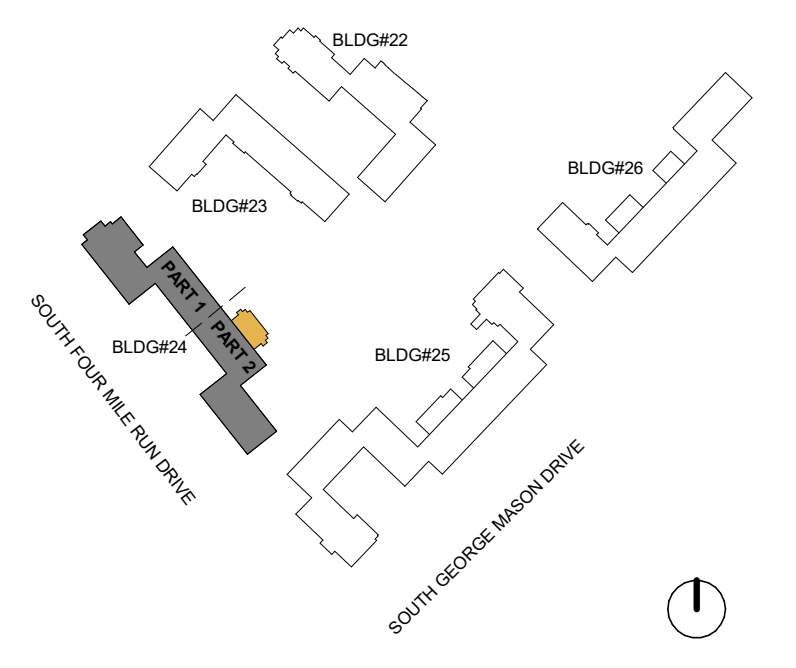 BLDG#22
BLDG#26
BLDG#23
PART 1
PART 2
BLDG#24
BLDG#25
SOUTH FOUR MILE RUN DRIVE
SOUTH GEORGE MASON DRIVE